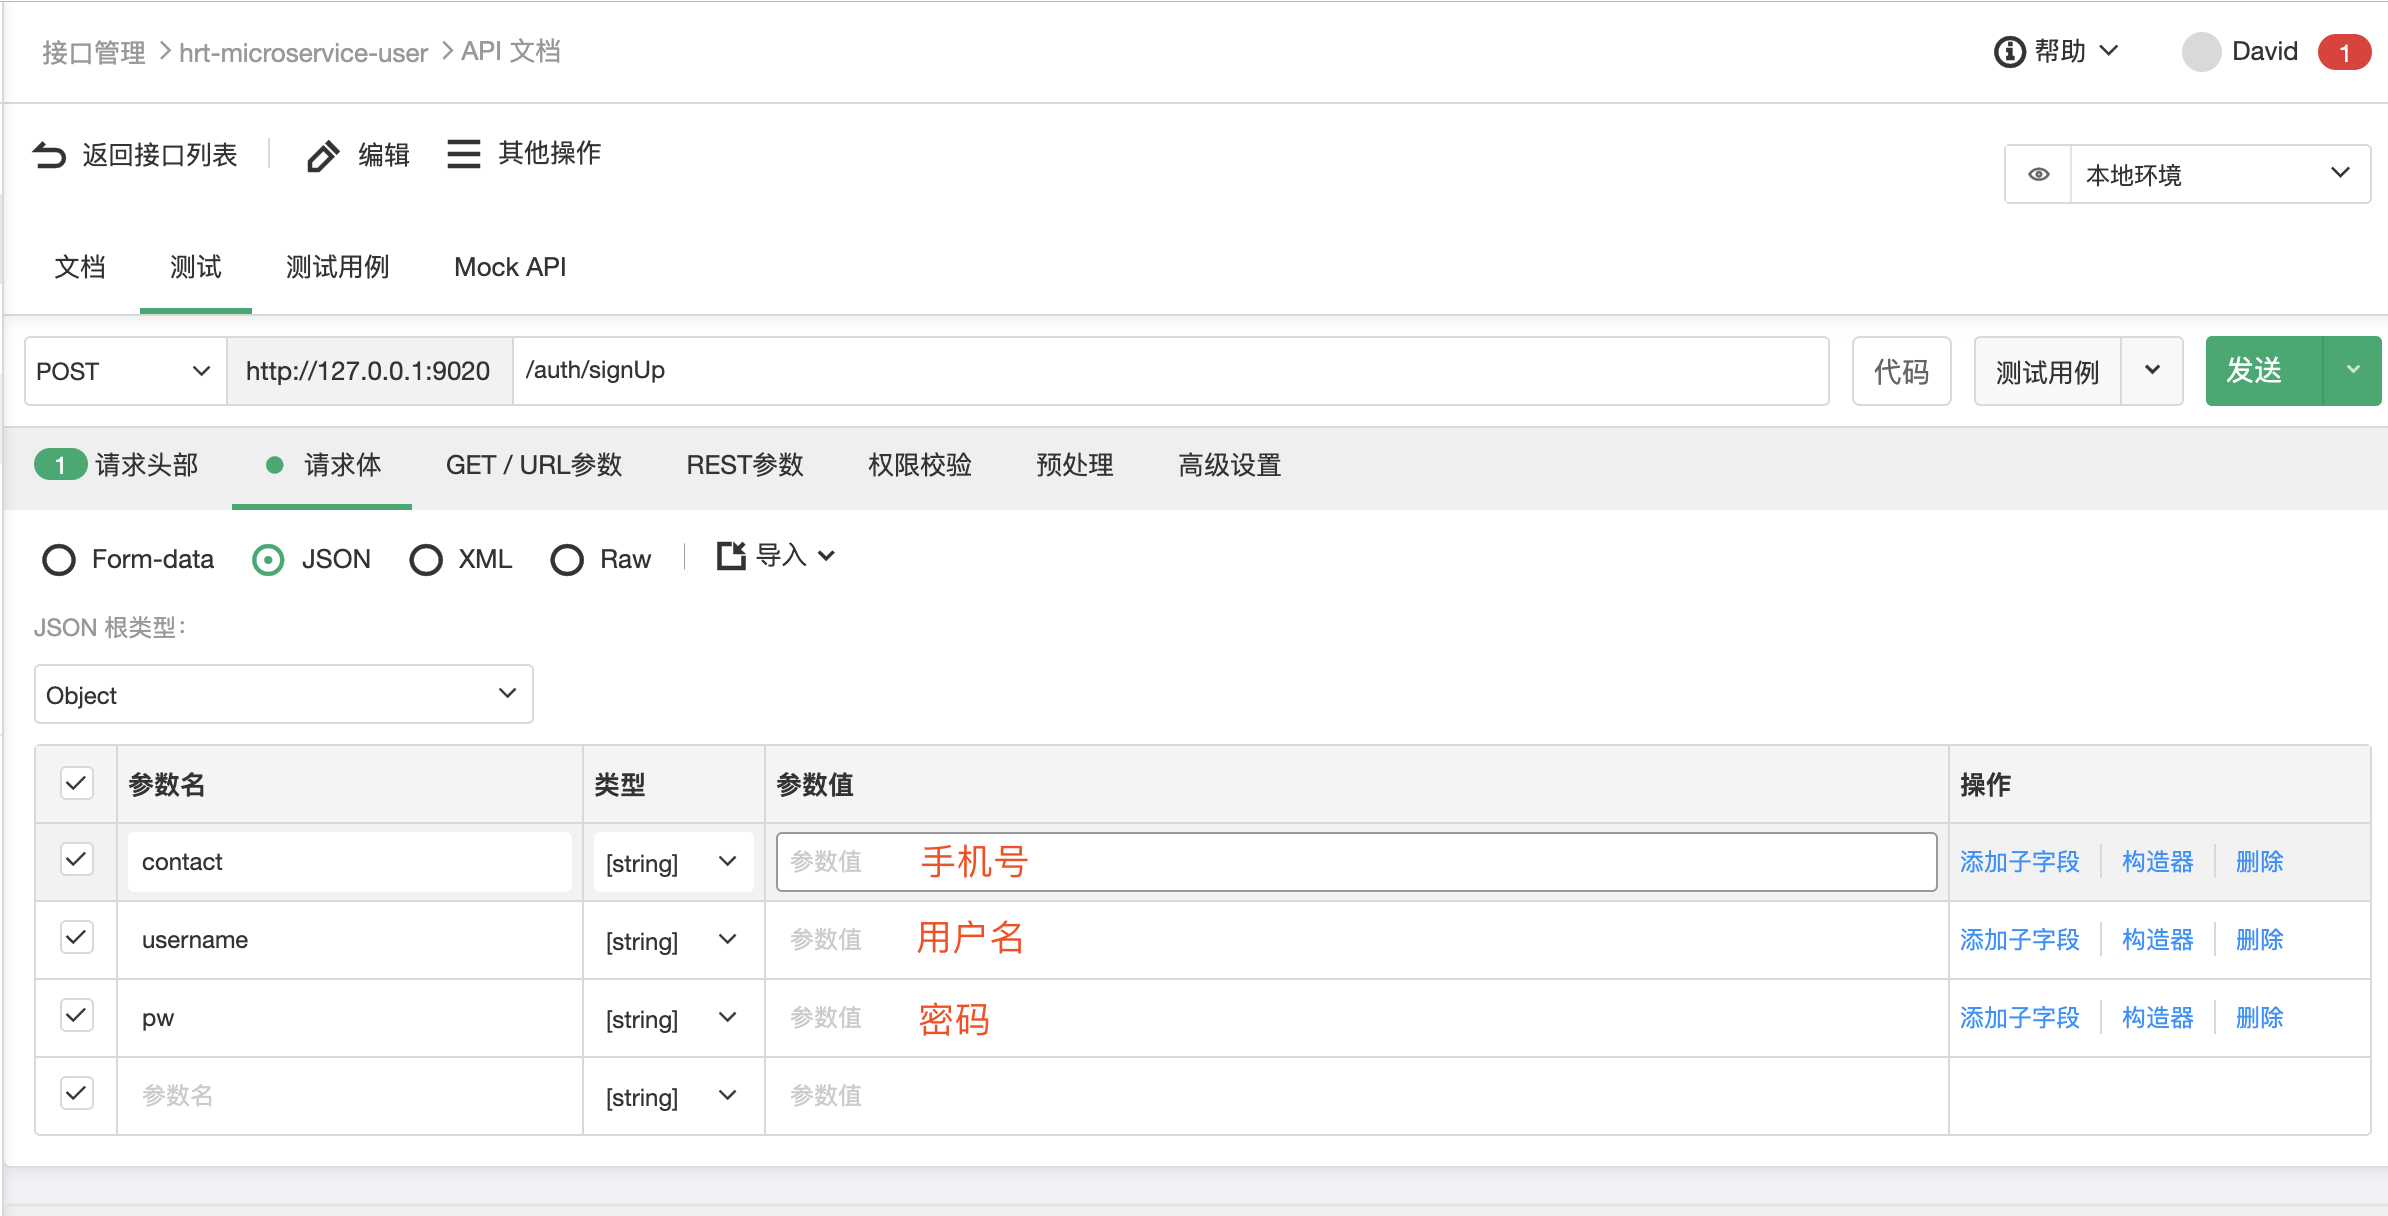 接口管理 > hrt-microservice-user > API 文档
帮助
David
1
返回接口列表
编辑
其他操作
本地环境
文档
测试
测试用例
Mock API
POST
http://127.0.0.1:9020
/auth/signUp
代码
测试用例
发送
1 请求头部
请求体
GET / URL参数
REST参数
权限校验
预处理
高级设置
Form-data
JSON
XML
Raw
导入
JSON 根类型：
Object
参数名 类型 参数值 操作
contact [string] 参数值 手机号 添加子字段 构造器 删除
username [string] 参数值 用户名 添加子字段 构造器 删除
pw [string] 参数值 密码 添加子字段 构造器 删除
参数名 [string] 参数值